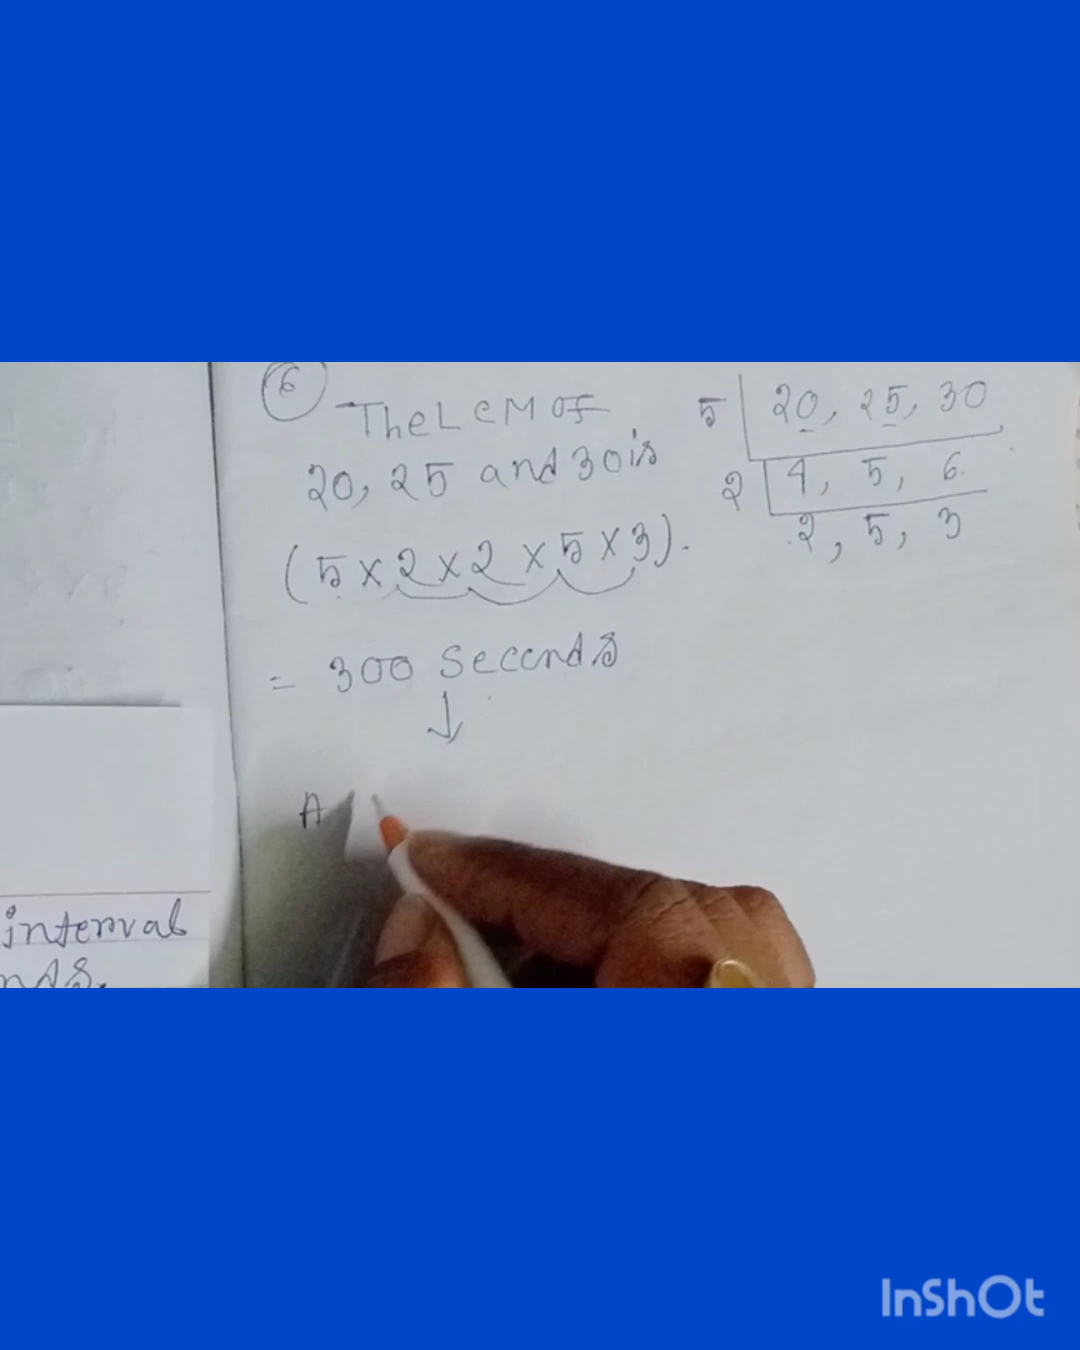 6
The LCM OF
20, 25 and 30 is
(5 × 2 × 2 × 5 × 3).
= 300 seconds
↓
A
5 | 20, 25, 30
2 | 4, 5, 6
2, 5, 3
interval
nds.
InShOt